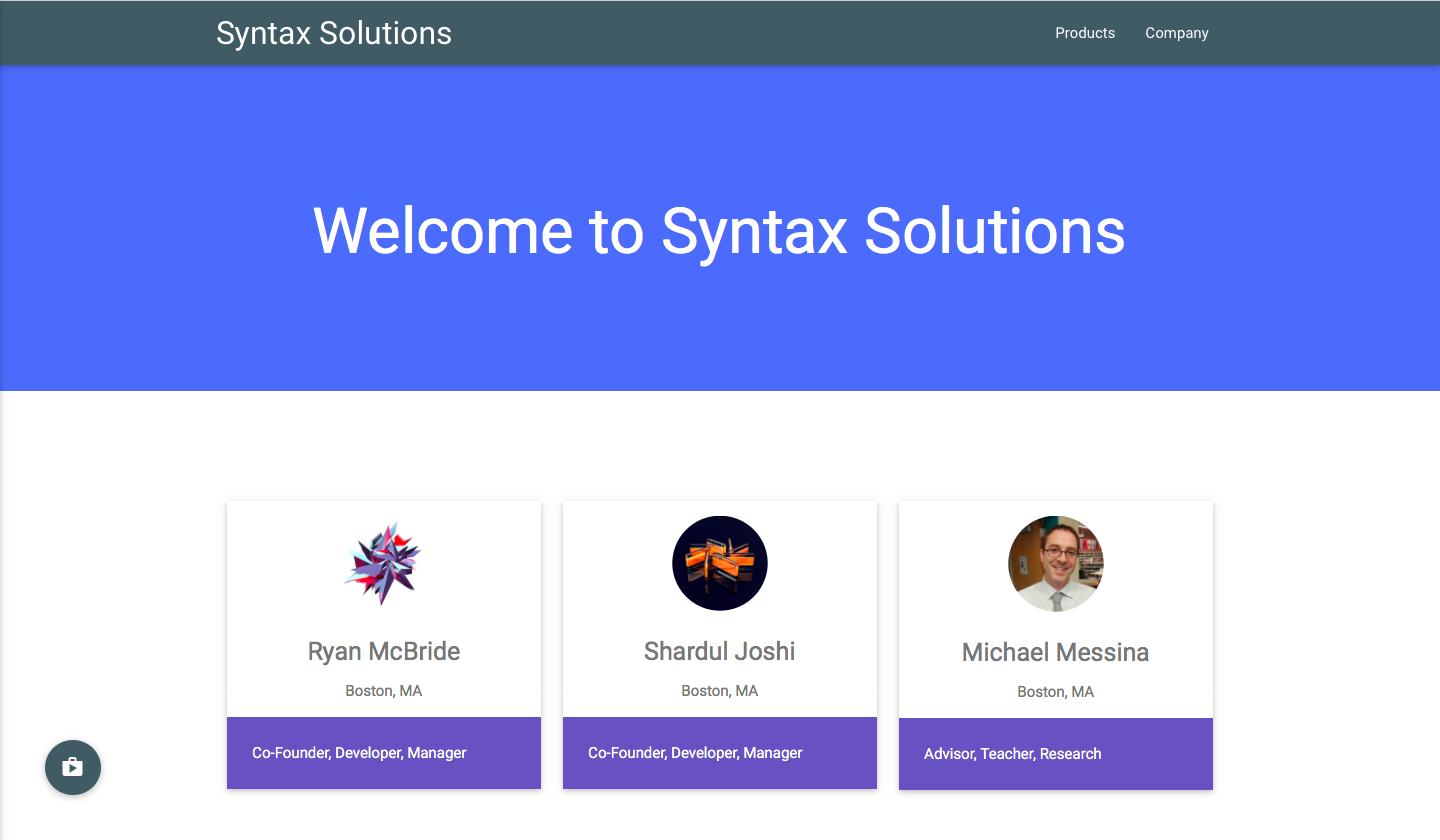 Syntax Solutions
Products
Company
Welcome to Syntax Solutions
Ryan McBride
Boston, MA
Co-Founder, Developer, Manager
Shardul Joshi
Boston, MA
Co-Founder, Developer, Manager
Michael Messina
Boston, MA
Advisor, Teacher, Research